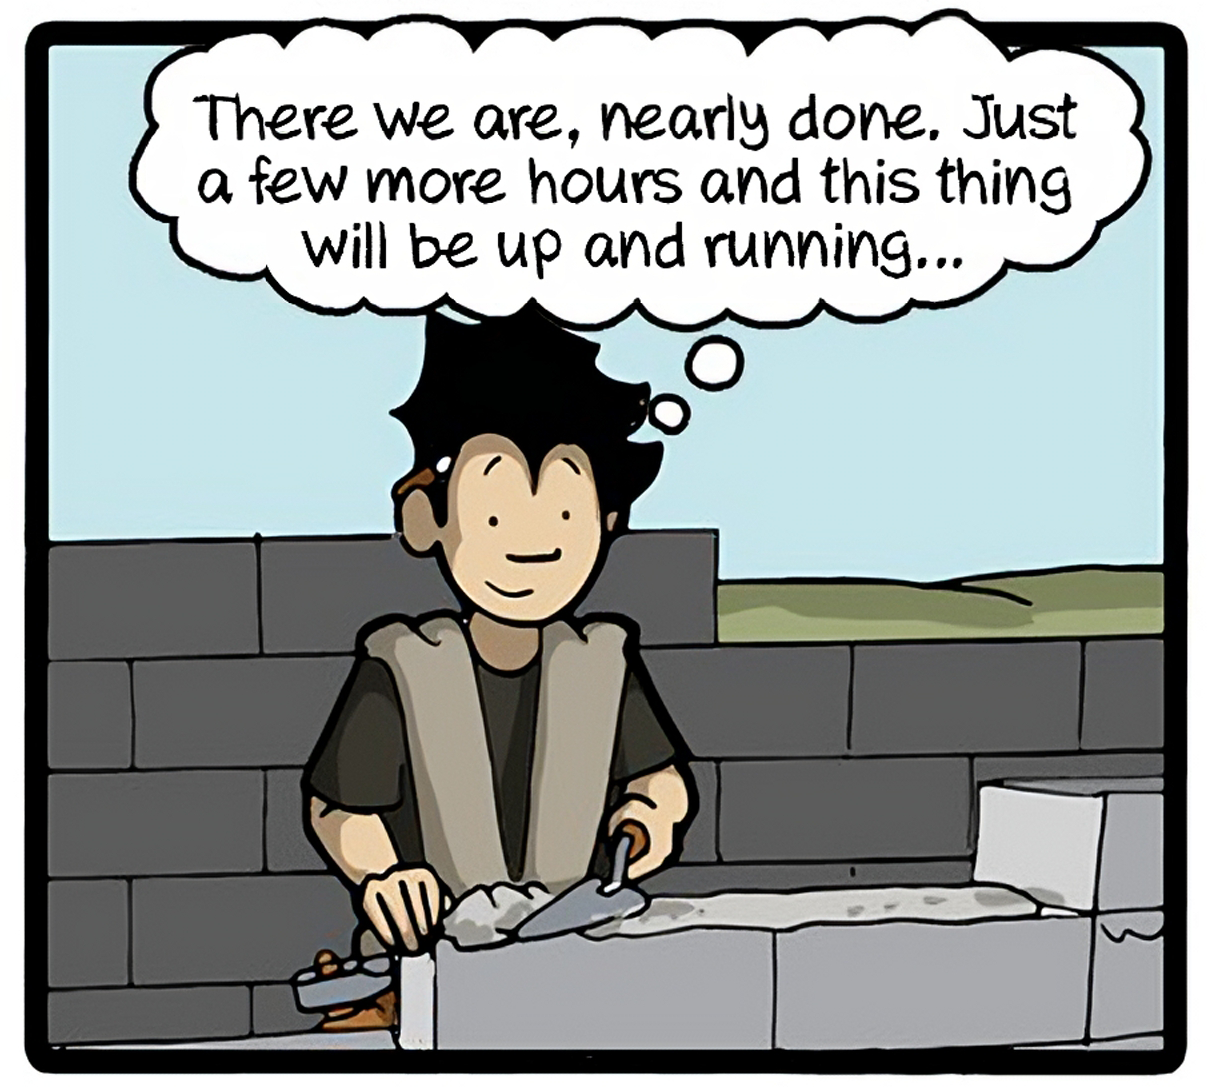 There we are, nearly done. Just
a few more hours and this thing
will be up and running...